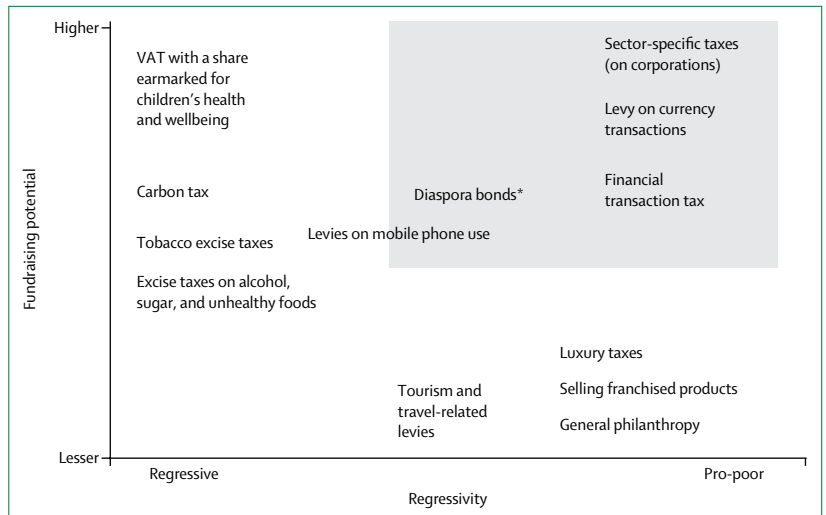 Higher
VAT with a share
earmarked for
children’s health
and wellbeing
Sector-specific taxes
(on corporations)
Levy on currency
transactions
Carbon tax
Diaspora bonds*
Financial
transaction tax
Tobacco excise taxes
Levies on mobile phone use
Excise taxes on alcohol,
sugar, and unhealthy foods
Fundraising potential
Luxury taxes
Tourism and
travel-related
levies
Selling franchised products
General philanthropy
Lesser
Regressive
Pro-poor
Regressivity